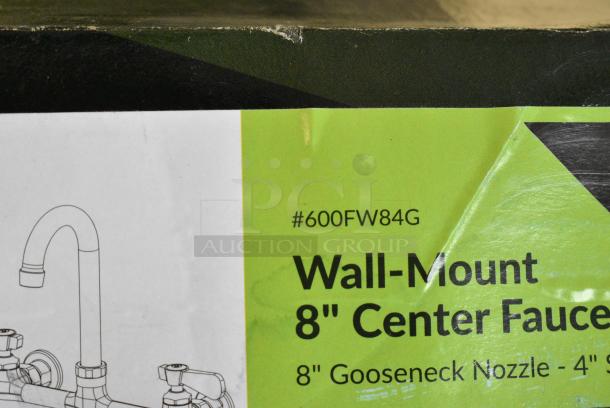 #600FW84G
PCI
AUCTION GROUP
Wall-Mount
8" Center Fauce
8" Gooseneck Nozzle - 4" S